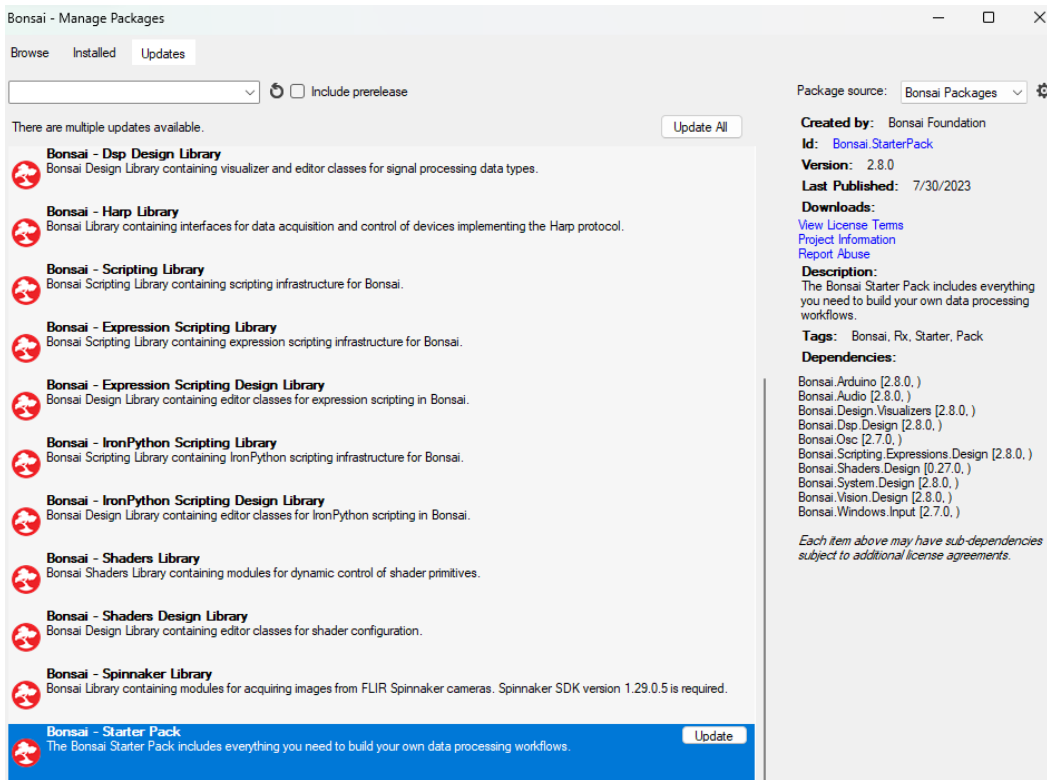 Bonsai - Manage Packages
Browse Installed Updates
Include prerelease
Package source: Bonsai Packages
There are multiple updates available.
Update All
Bonsai - Dsp Design Library
Bonsai Design Library containing visualizer and editor classes for signal processing data types.
Bonsai - Harp Library
Bonsai Library containing interfaces for data acquisition and control of devices implementing the Harp protocol.
Bonsai - Scripting Library
Bonsai Scripting Library containing scripting infrastructure for Bonsai.
Bonsai - Expression Scripting Library
Bonsai Scripting Library containing expression scripting infrastructure for Bonsai.
Bonsai - Expression Scripting Design Library
Bonsai Design Library containing editor classes for expression scripting in Bonsai.
Bonsai - IronPython Scripting Library
Bonsai Scripting Library containing IronPython scripting infrastructure for Bonsai.
Bonsai - IronPython Scripting Design Library
Bonsai Design Library containing editor classes for IronPython scripting in Bonsai.
Bonsai - Shaders Library
Bonsai Shaders Library containing modules for dynamic control of shader primitives.
Bonsai - Shaders Design Library
Bonsai Design Library containing editor classes for shader configuration.
Bonsai - Spinnaker Library
Bonsai Library containing modules for acquiring images from FLIR Spinnaker cameras. Spinnaker SDK version 1.29.0.5 is required.
Bonsai - Starter Pack
The Bonsai Starter Pack includes everything you need to build your own data processing workflows.
Update
Created by: Bonsai Foundation
Id: Bonsai.StarterPack
Version: 2.8.0
Last Published: 7/30/2023
Downloads:
View License Terms
Project Information
Report Abuse
Description:
The Bonsai Starter Pack includes everything
you need to build your own data processing
workflows.
Tags: Bonsai, Rx, Starter, Pack
Dependencies:
Bonsai.Arduino [2.8.0, )
Bonsai.Audio [2.8.0, )
Bonsai.Design.Visualizers [2.8.0, )
Bonsai.Dsp.Design [2.8.0, )
Bonsai.Osc [2.7.0, )
Bonsai.Scripting.Expressions.Design [2.8.0, )
Bonsai.Shaders.Design [0.27.0, )
Bonsai.System.Design [2.8.0, )
Bonsai.Vision.Design [2.8.0, )
Bonsai.Windows.Input [2.7.0, )
Each item above may have sub-dependencies
subject to additional license agreements.